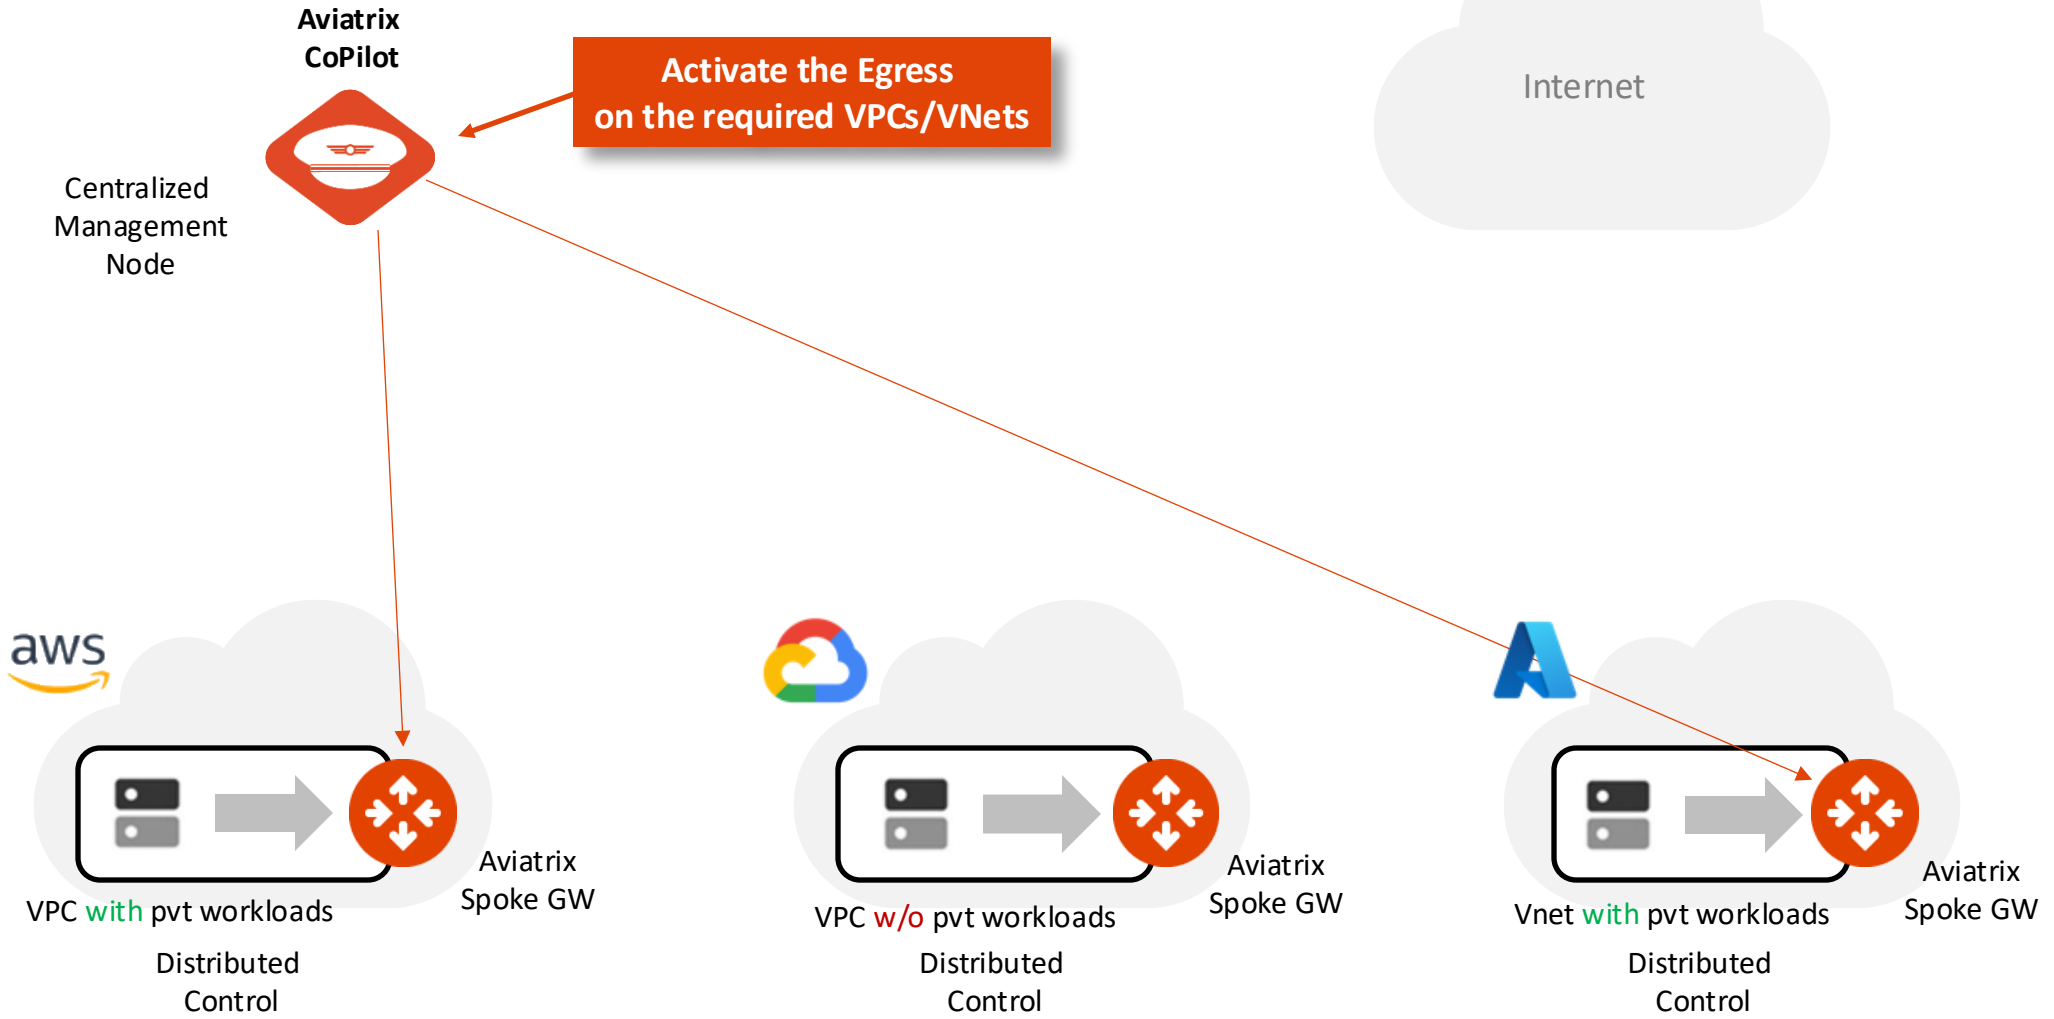 Aviatrix
CoPilot
Activate the Egress
on the required VPCs/VNets
Internet
Centralized
Management
Node
aws
Aviatrix
Spoke GW
VPC with pvt workloads
Distributed
Control
Aviatrix
Spoke GW
VPC w/o pvt workloads
Distributed
Control
Aviatrix
Spoke GW
Vnet with pvt workloads
Distributed
Control